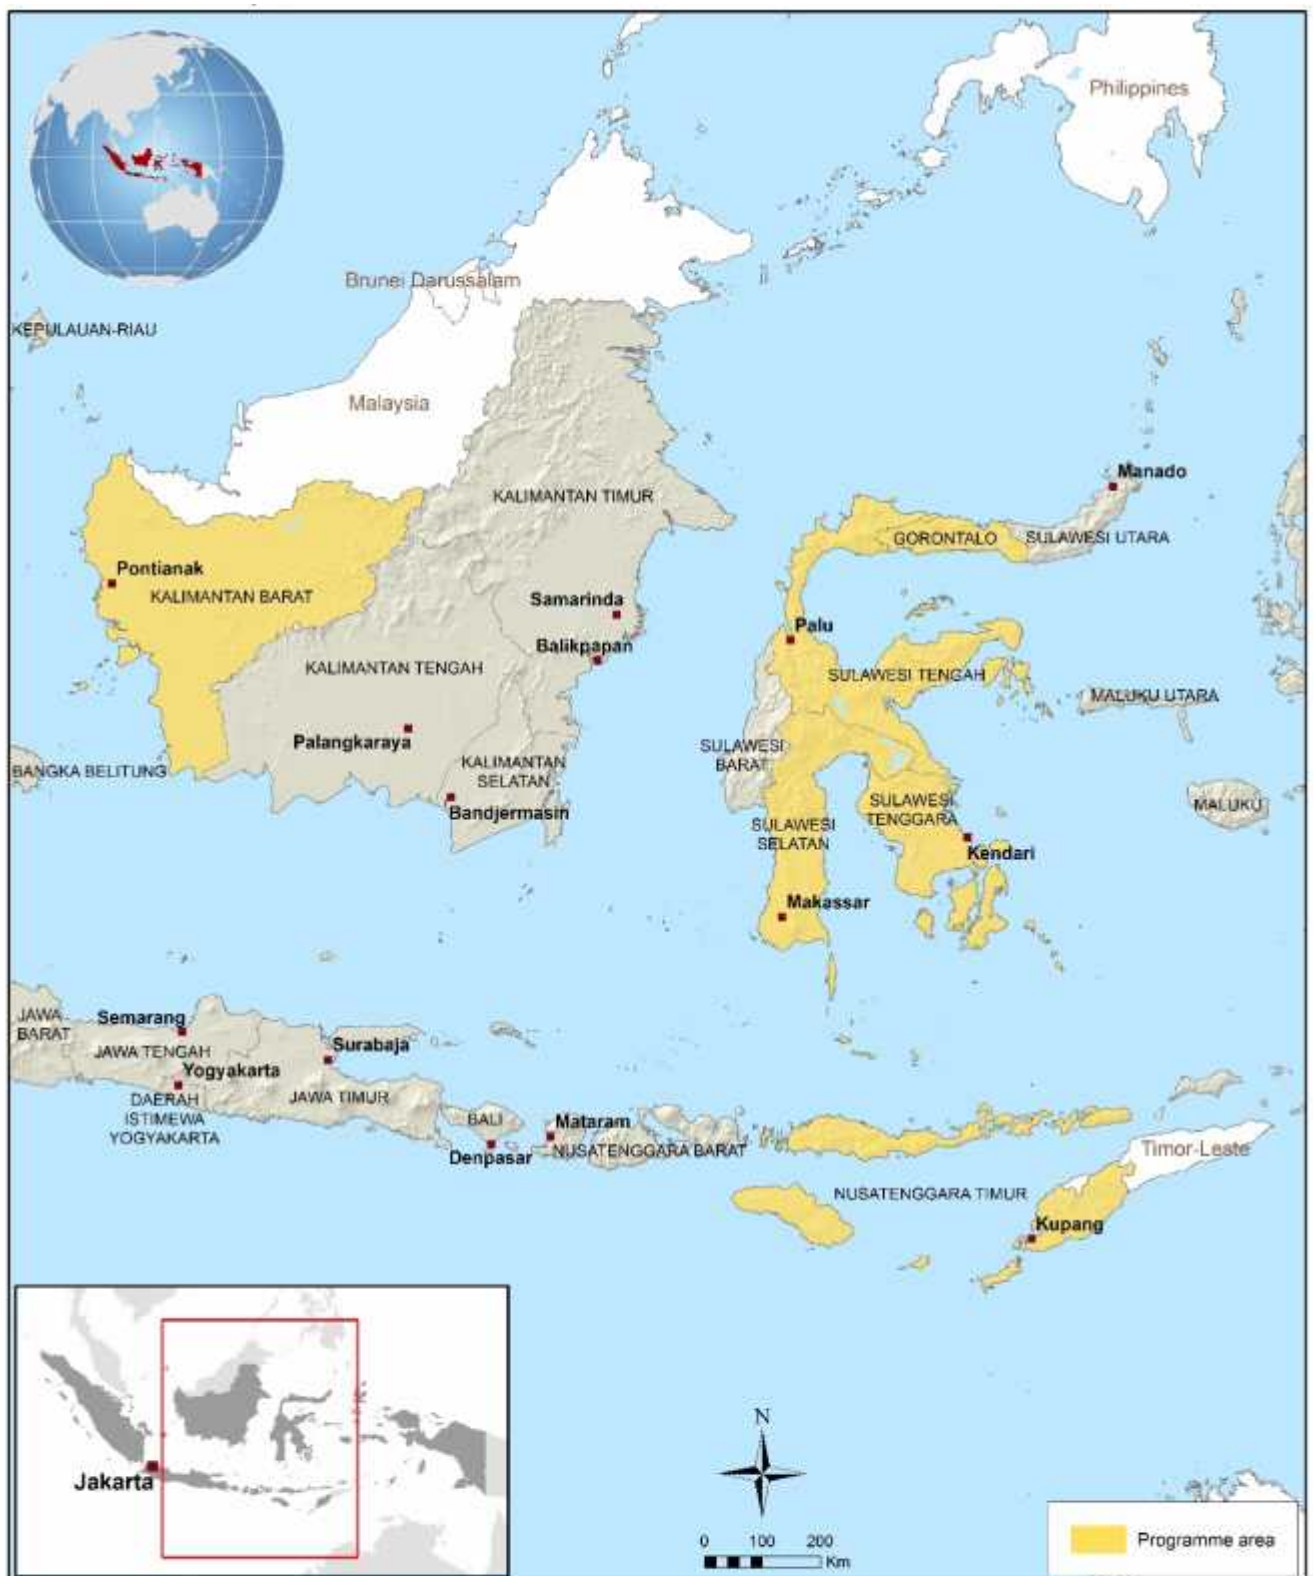 Philippines
Brunei Darussalam
KEPULAUAN-RIAU
Malaysia
Manado
KALIMANTAN TIMUR
GORONTALO
SULAWESI UTARA
Pontianak
KALIMANTAN BARAT
Samarinda
Palu
Balikpapan
KALIMANTAN TENGAH
SULAWESI TENGAH
MALUKU UTARA
Palangkaraya
SULAWESI
BARAT
KALIMANTAN
SELATAN
BANGKA BELITUNG
SULAWESI
TENGGARA
MALUKU
Bandjermasin
SULAWESI
SELATAN
Kendari
Makassar
JAWA
BARAT
Semarang
JAWA TENGAH
Surabaja
Yogyakarta
DAERAH
ISTIMEWA
YOGYAKARTA
JAWA TIMUR
BALI
Mataram
Denpasar
NUSATENGGARA BARAT
Timor-Leste
NUSATENGGARA TIMUR
Kupang
Jakarta
N
0 100 200
Km
Programme area